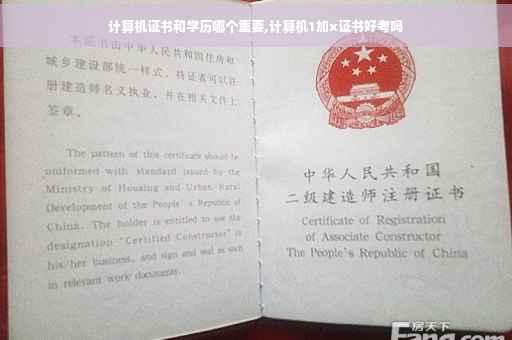 计算机证书和学历哪个重要,计算机1加x证书好考吗
本证书由中华人民共和国住房和
城乡建设部统一样式，持证表可以注
册建造师名义执业，并在相关文件上
签章。
The pattern of this certificate should be
uniformed with standard issued by the
Ministry of Housing and Urban Rural
Development of the People's Republic of
China. The holder is entitled to use the
designation "Certified Constructor" in
his/her business, and sign and seal as such
in relevant work documents.
中华人民共和国
二级建造师注册证书
Certificate of Registration
of Associate Constructor
The People's Republic of China
房天下
Fang.com